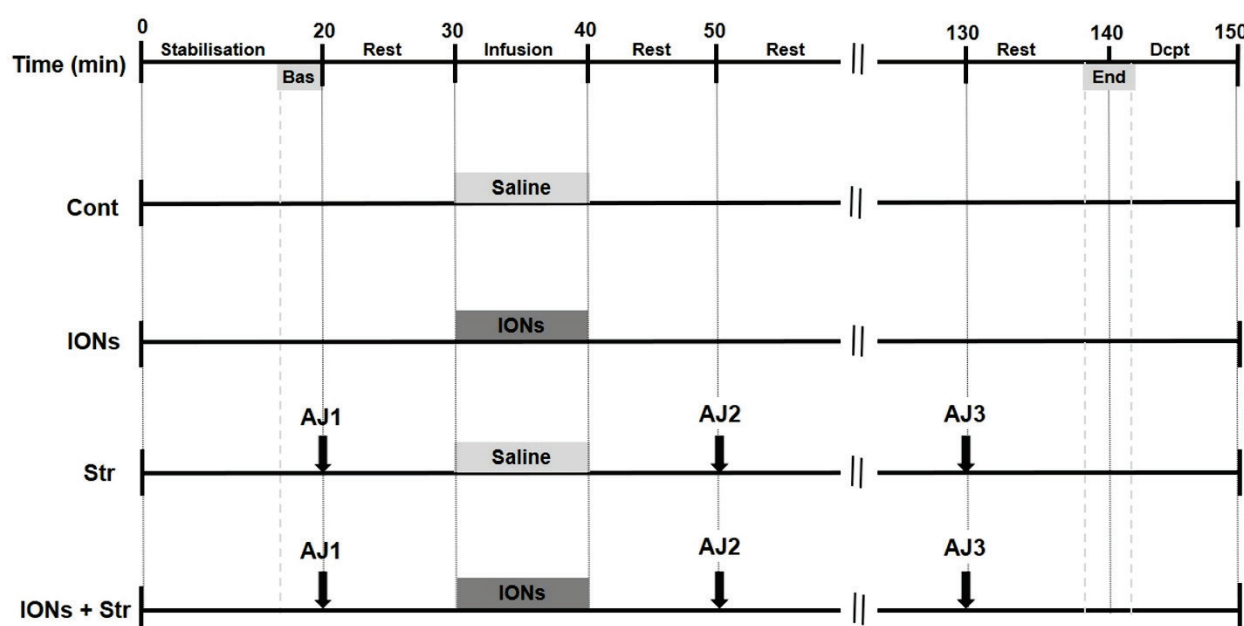 0 20 30 40 50 130 140 150
Stabilisation Rest Infusion Rest Rest Rest Dcpt
Time (min)
Bas End
Saline
Cont
IONs
IONs
AJ1 AJ2 AJ3
Saline
Str
AJ1 AJ2 AJ3
IONs
IONs + Str